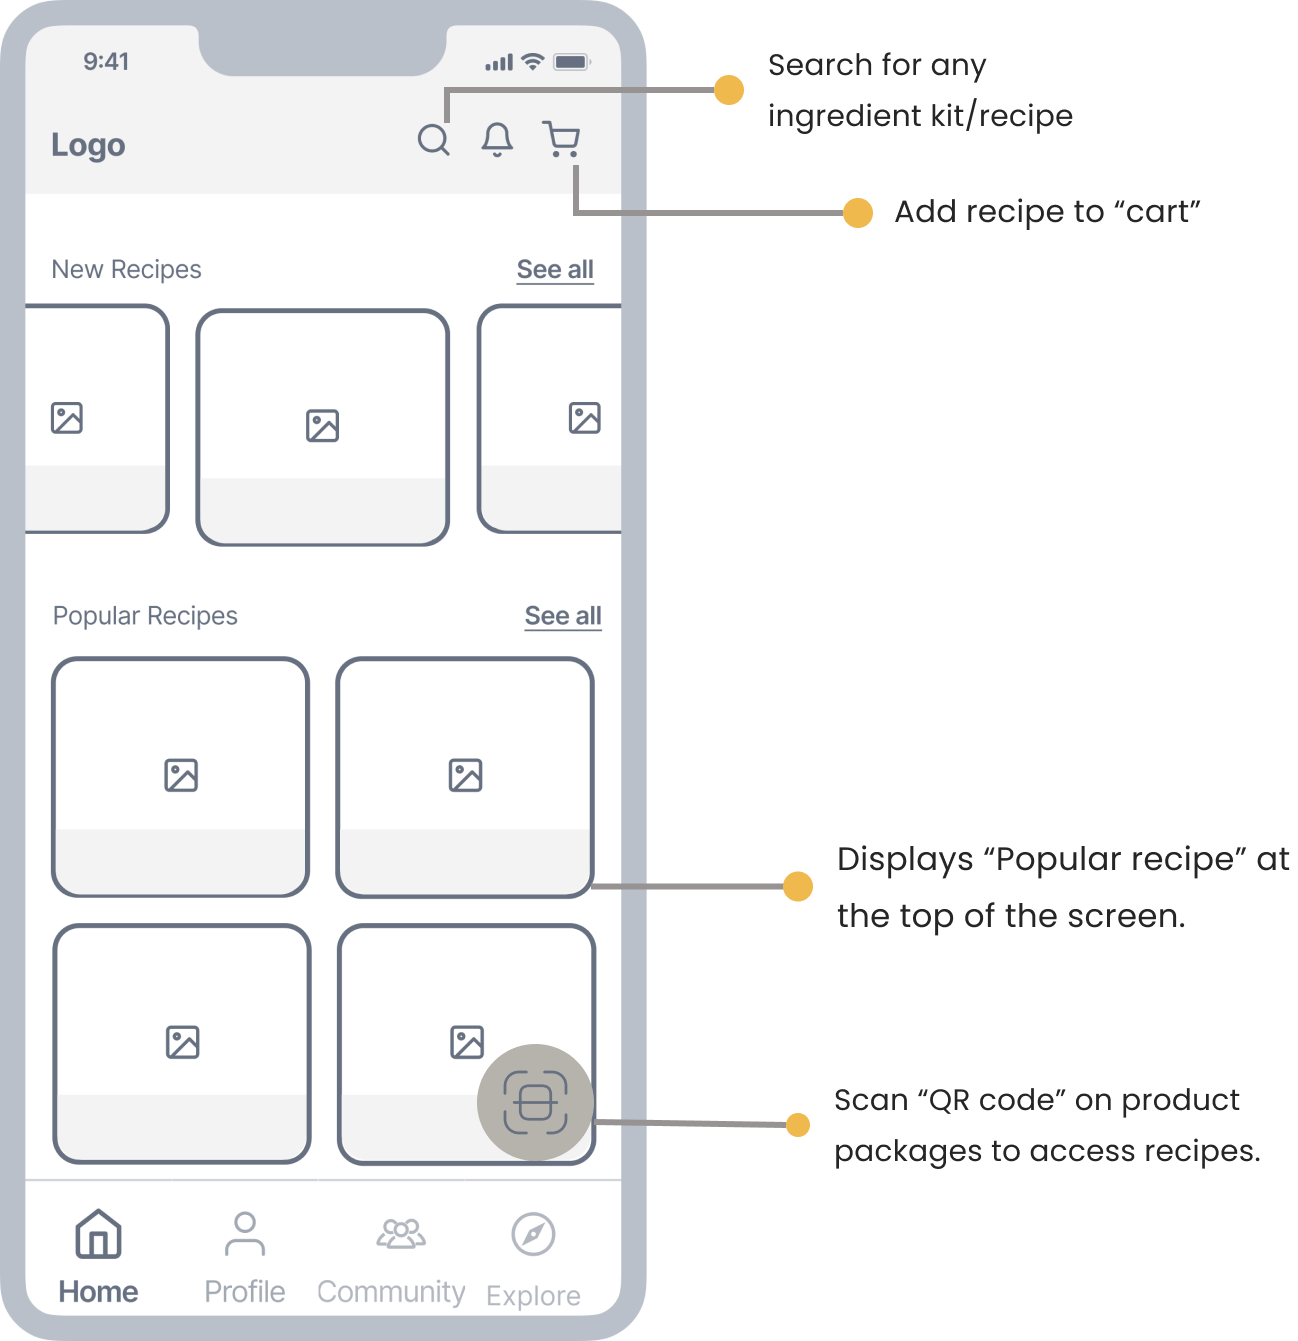 9:41
Search for any
ingredient kit/recipe
Logo
Add recipe to “cart”
New Recipes
See all
Popular Recipes
See all
Displays “Popular recipe” at
the top of the screen.
Scan “QR code” on product
packages to access recipes.
Home
Profile
Community
Explore